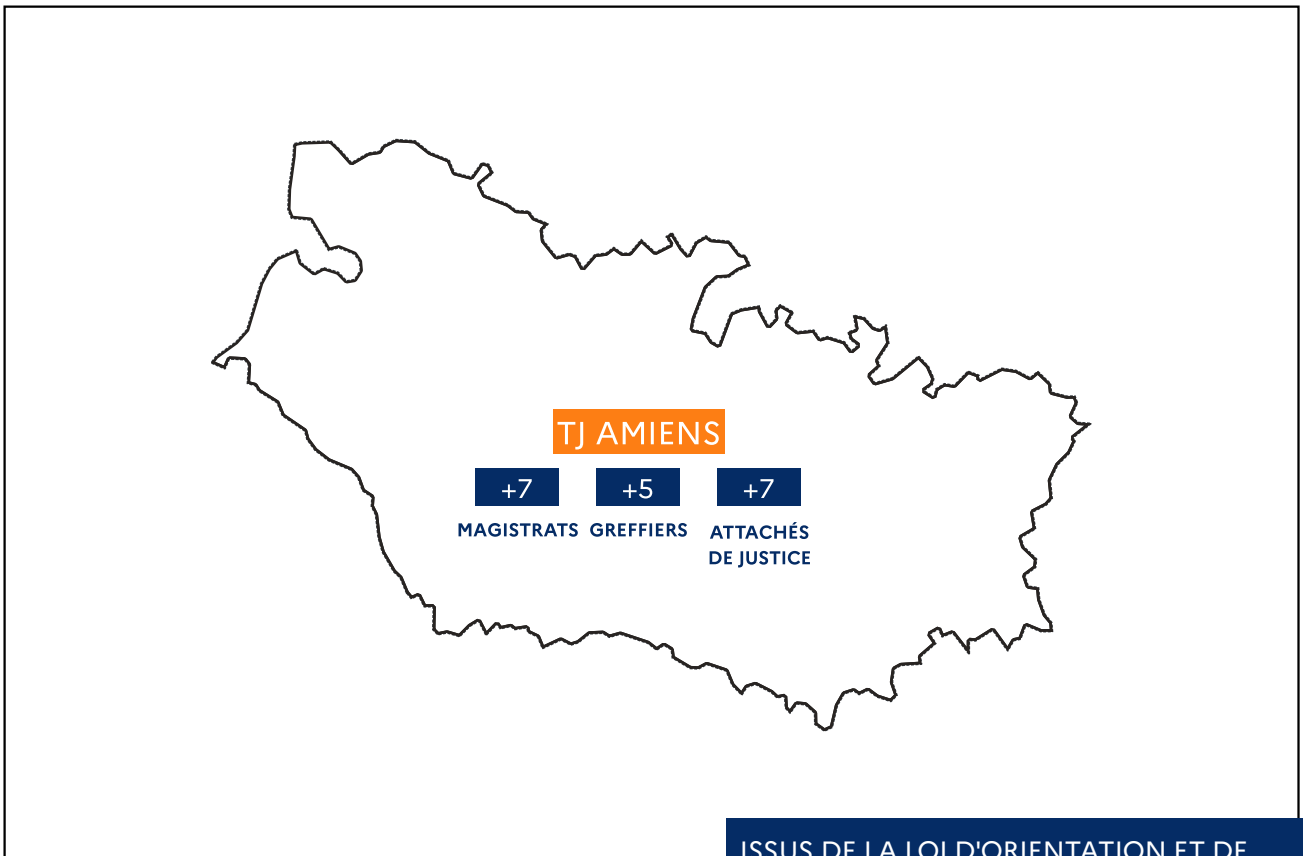 TJ AMIENS
+7 +5 +7
MAGISTRATS GREFFIERS ATTACHÉS
DE JUSTICE
ISSUS DE LA LOI D'ORIENTATION ET DE